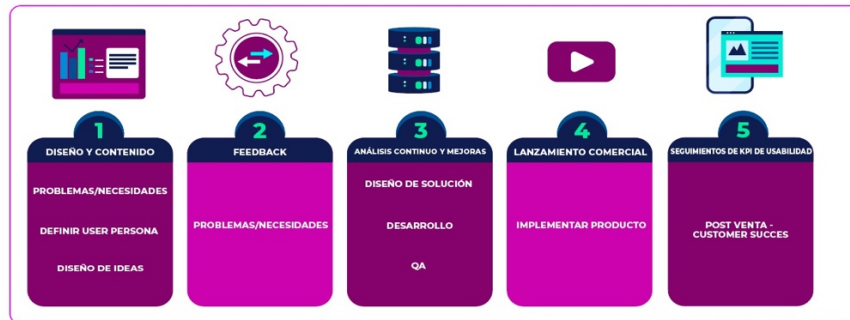 1
DISEÑO Y CONTENIDO
PROBLEMAS/NECESIDADES
DEFINIR USER PERSONA
DISEÑO DE IDEAS
2
FEEDBACK
PROBLEMAS/NECESIDADES
3
ANÁLISIS CONTINUO Y MEJORAS
DISEÑO DE SOLUCIÓN
DESARROLLO
QA
4
LANZAMIENTO COMERCIAL
IMPLEMENTAR PRODUCTO
5
SEGUIMIENTOS DE KPI DE USABILIDAD
POST VENTA -
CUSTOMER SUCCES